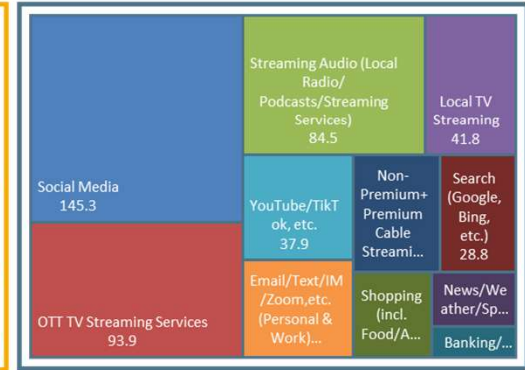 Social Media
145.3
OTT TV Streaming Services
93.9
Streaming Audio (Local
Radio/
Podcasts/Streaming
Services)
84.5
Local TV
Streaming
41.8
YouTube/TikT
ok, etc.
37.9
Non-
Premium+
Premium
Cable
Streami...
Search
(Google,
Bing,
etc.)
28.8
Email/Text/IM
/Zoom,etc.
(Personal &
Work)...
Shopping
(incl.
Food/A...
News/We
ather/Sp...
Banking/...